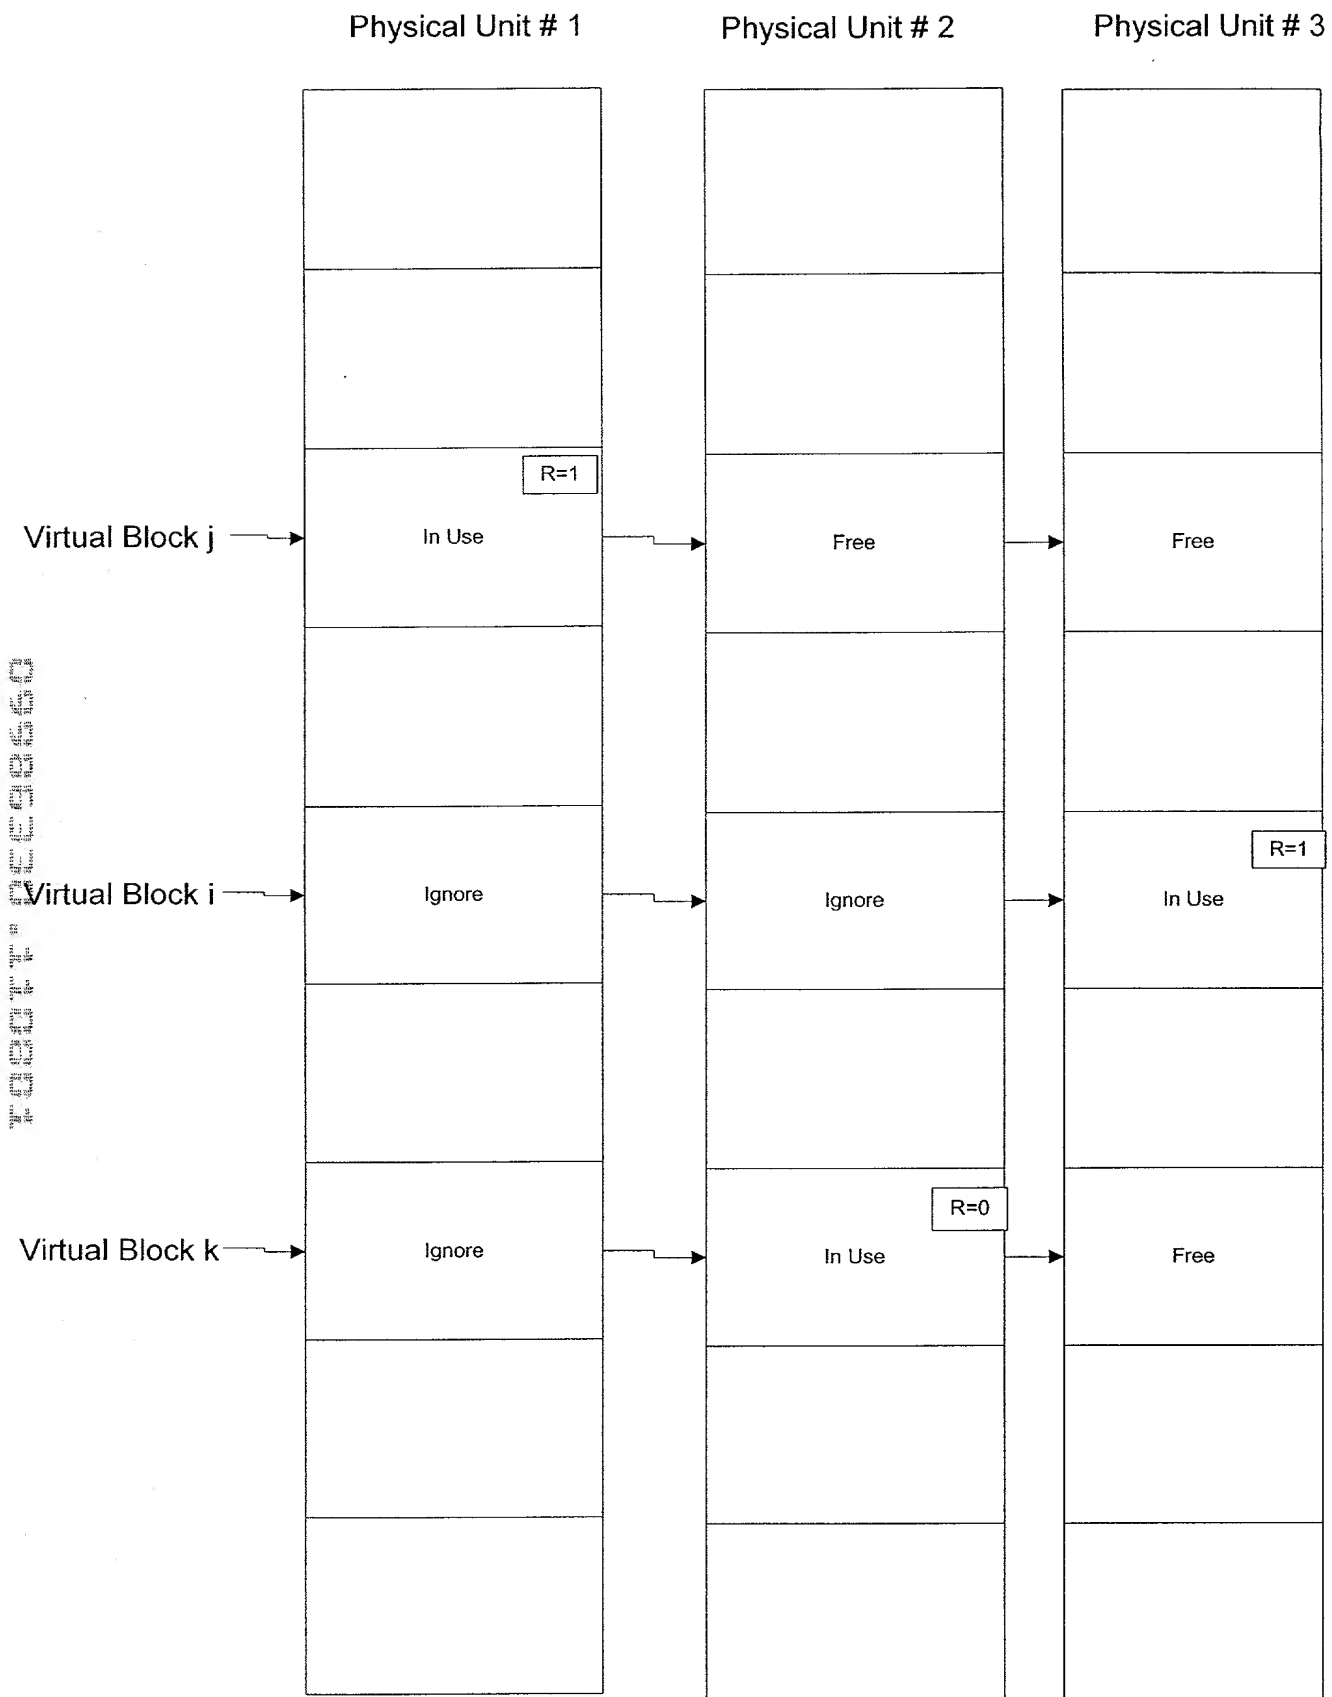 Physical Unit # 1
Physical Unit # 2
Physical Unit # 3
R=1
Virtual Block j
In Use
Free
Free
R=1
Virtual Block i
Ignore
Ignore
In Use
R=0
Virtual Block k
Ignore
In Use
Free